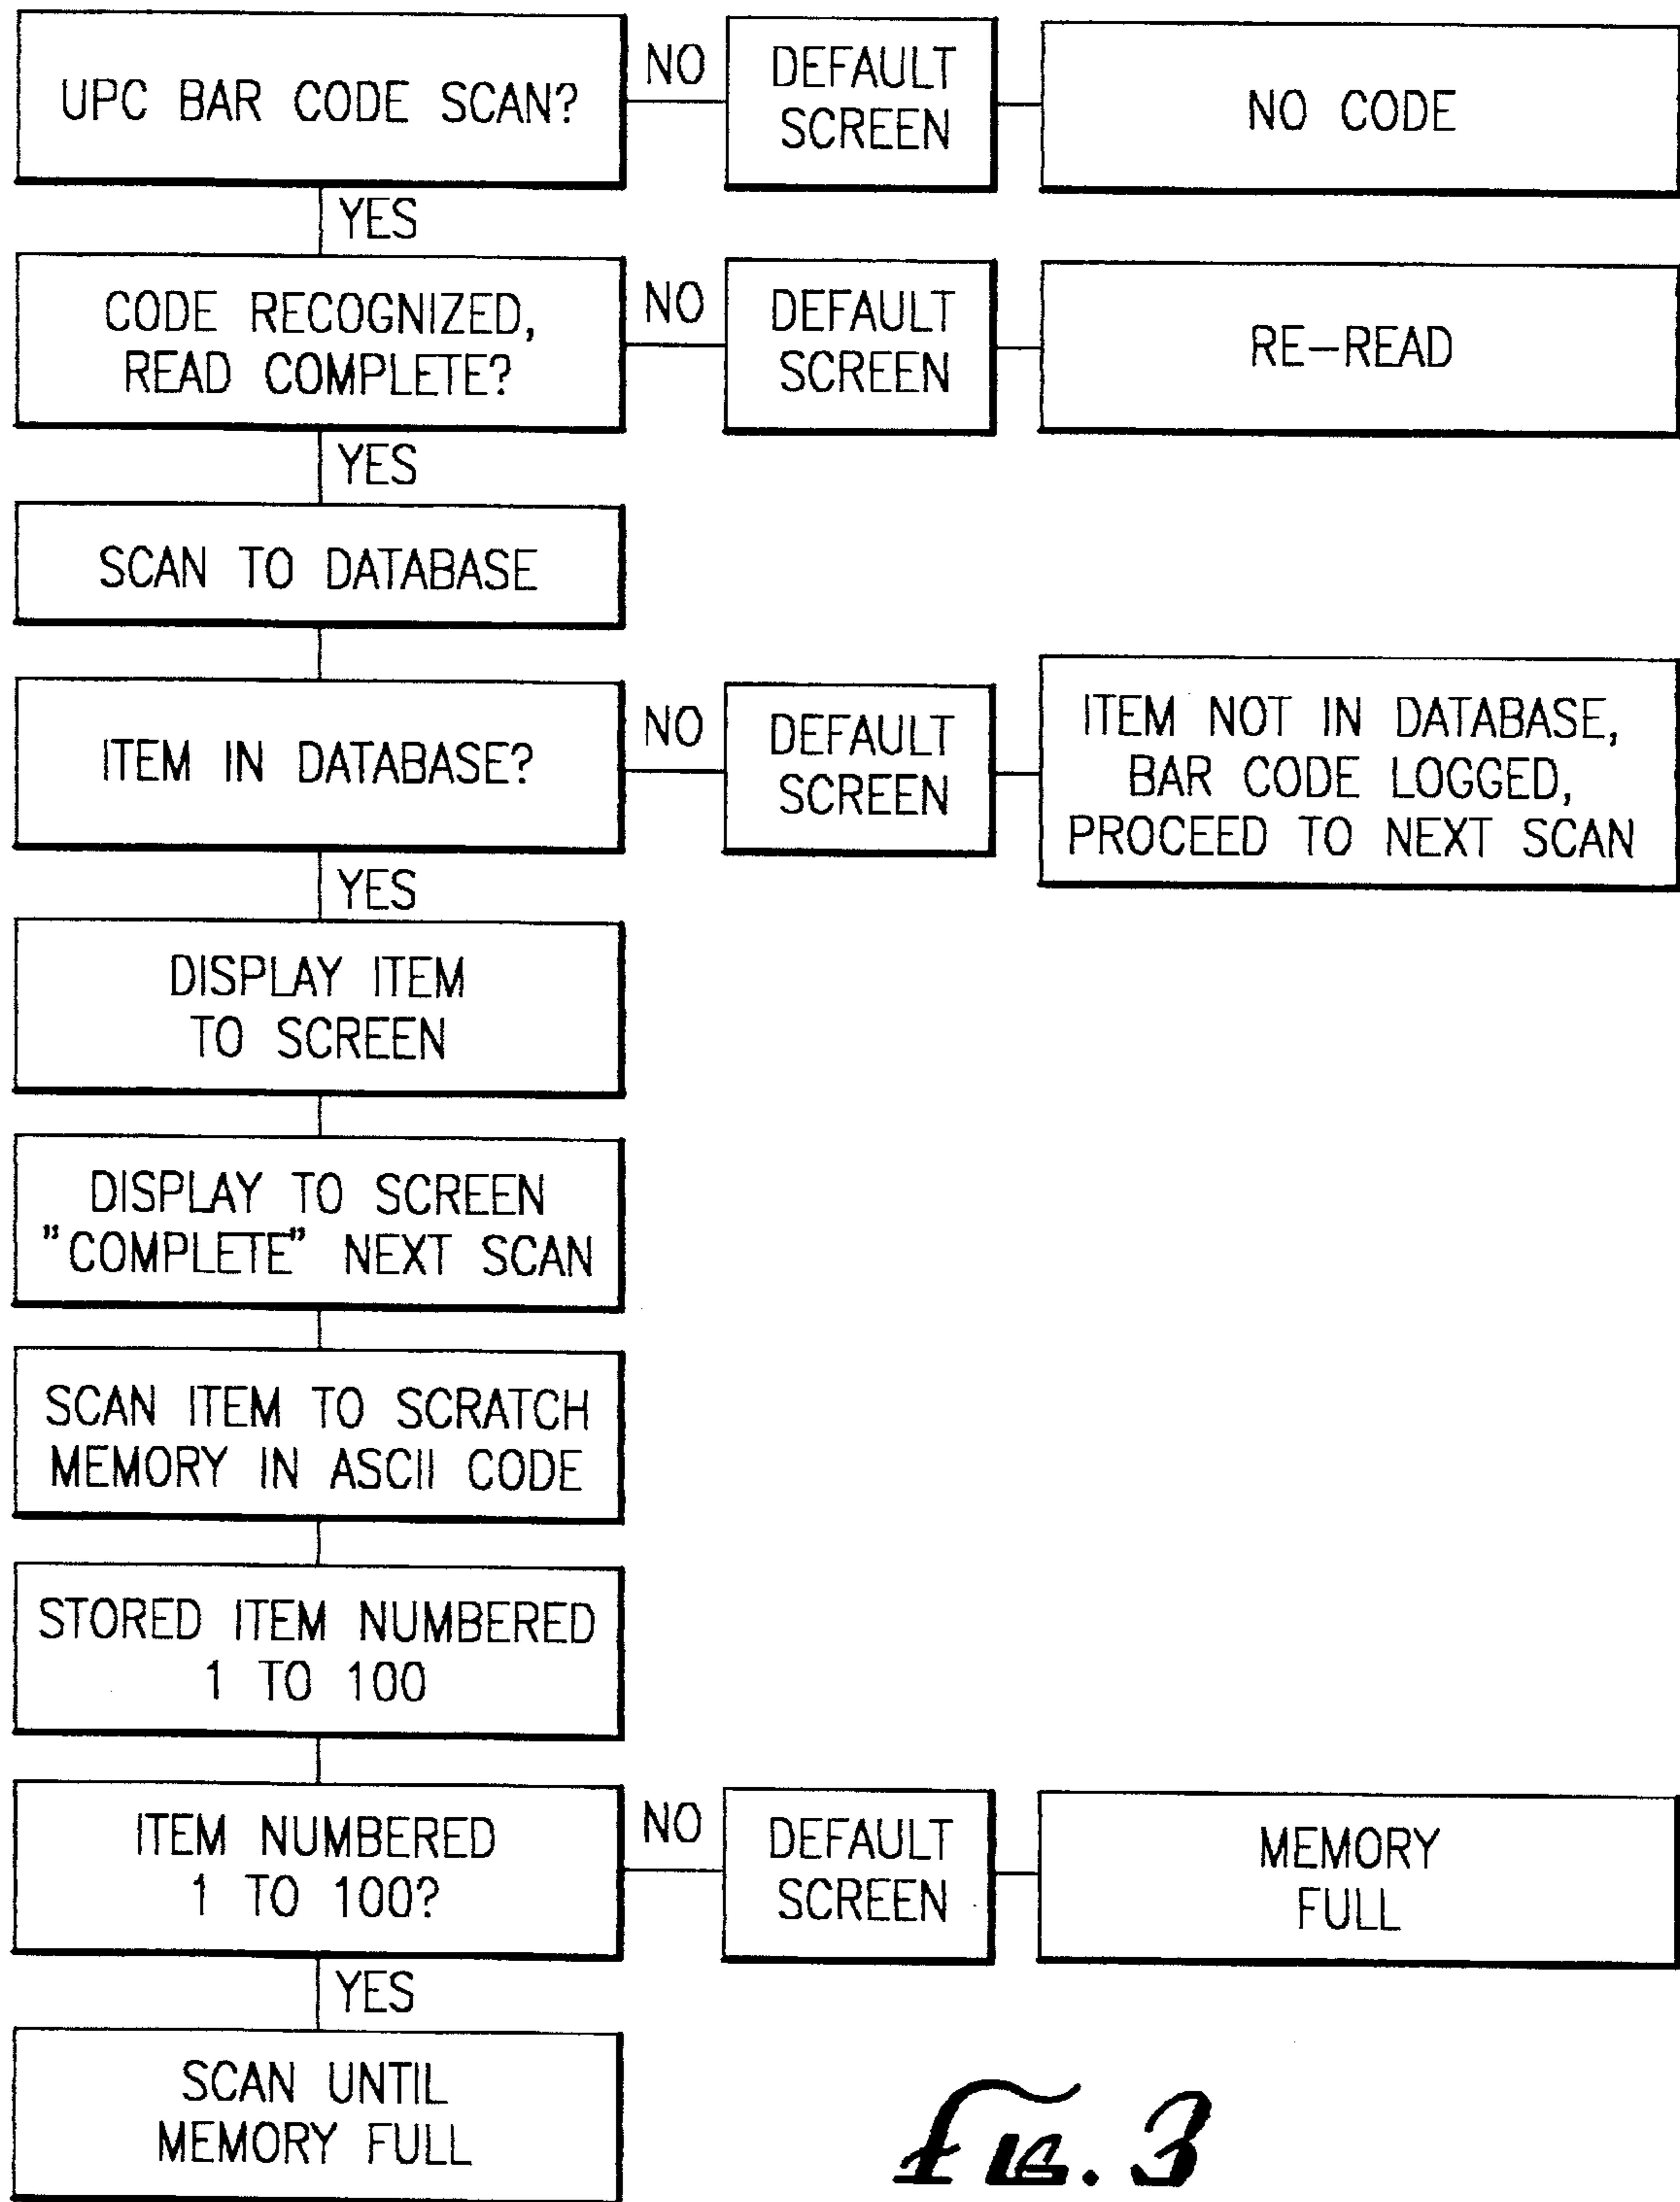 UPC BAR CODE SCAN?
NO
DEFAULT
SCREEN
NO CODE
YES
CODE RECOGNIZED,
READ COMPLETE?
NO
DEFAULT
SCREEN
RE-READ
YES
SCAN TO DATABASE
ITEM IN DATABASE?
NO
DEFAULT
SCREEN
ITEM NOT IN DATABASE,
BAR CODE LOGGED,
PROCEED TO NEXT SCAN
YES
DISPLAY ITEM
TO SCREEN
DISPLAY TO SCREEN
"COMPLETE" NEXT SCAN
SCAN ITEM TO SCRATCH
MEMORY IN ASCII CODE
STORED ITEM NUMBERED
1 TO 100
ITEM NUMBERED
1 TO 100?
NO
DEFAULT
SCREEN
MEMORY
FULL
YES
SCAN UNTIL
MEMORY FULL
FIG. 3